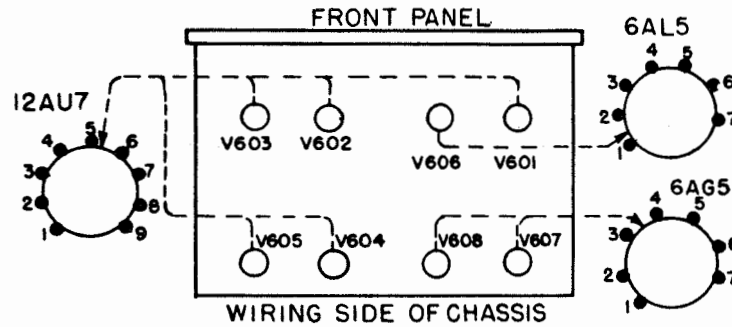 FRONT PANEL
6AL5
1 2 3 4 5 6 7
12AU7
1 2 3 4 5 6 7 8 9
V603 V602 V606 V601
6AG5
1 2 3 4 5 6 7
V605 V604 V608 V607
WIRING SIDE OF CHASSIS